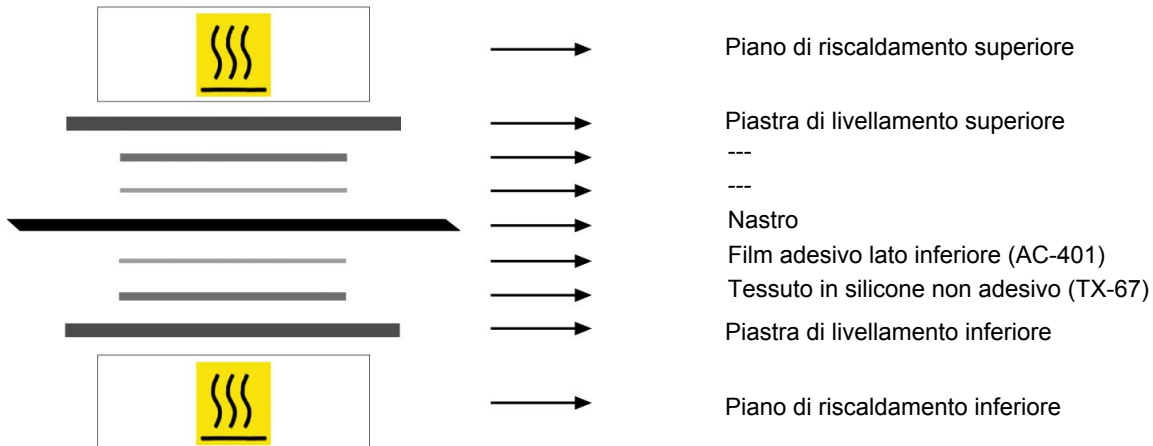 Piano di riscaldamento superiore
Piastra di livellamento superiore
---
---
Nastro
Film adesivo lato inferiore (AC-401)
Tessuto in silicone non adesivo (TX-67)
Piastra di livellamento inferiore
Piano di riscaldamento inferiore